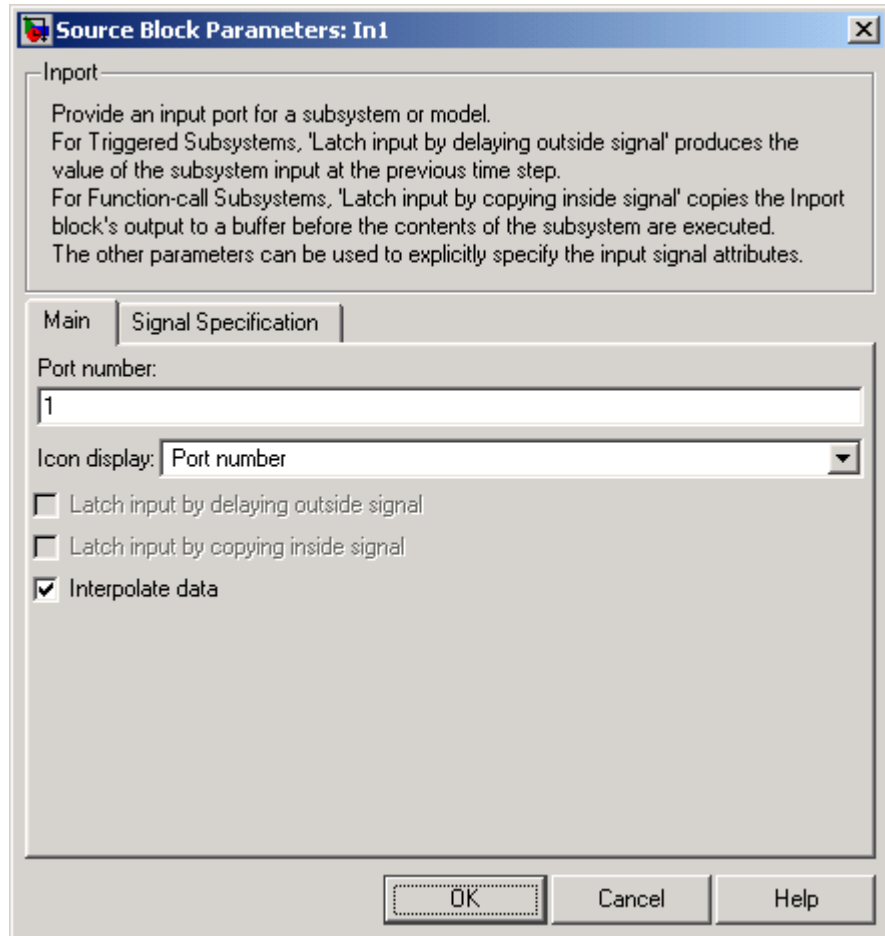 Source Block Parameters: In1
Inport
Provide an input port for a subsystem or model.
For Triggered Subsystems, 'Latch input by delaying outside signal' produces the
value of the subsystem input at the previous time step.
For Function-call Subsystems, 'Latch input by copying inside signal' copies the Inport
block's output to a buffer before the contents of the subsystem are executed.
The other parameters can be used to explicitly specify the input signal attributes.
Main Signal Specification
Port number:
1
Icon display: Port number
Latch input by delaying outside signal
Latch input by copying inside signal
Interpolate data
OK Cancel Help